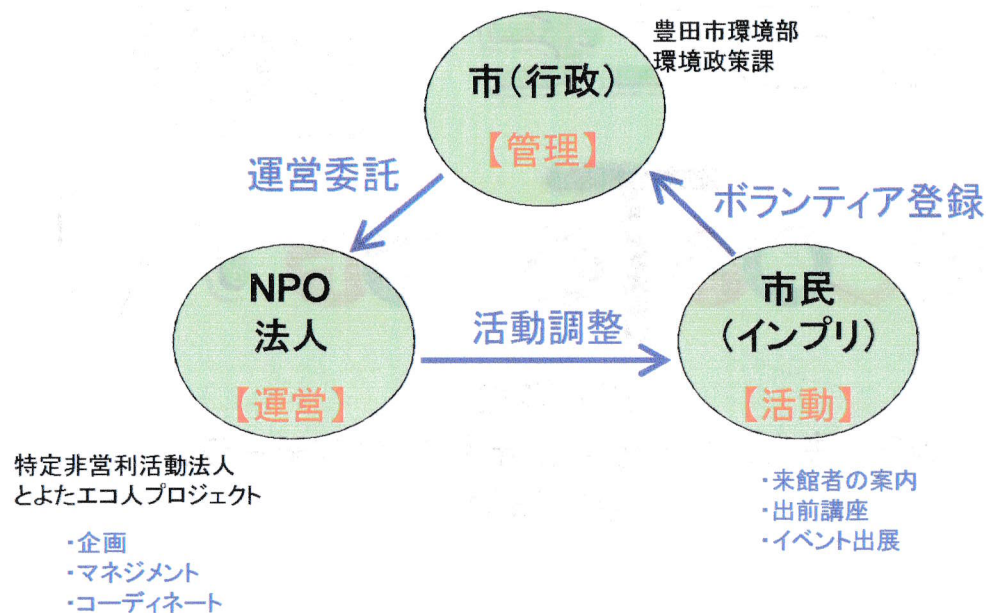 豊田市環境部
環境政策課
市(行政)
【管理】
運営委託
ボランティア登録
NPO
法人
【運営】
活動調整
市民
(インプリ)
【活動】
特定非営利活動法人
とよたエコ人プロジェクト
・企画
・マネジメント
・コーディネート
・来館者の案内
・出前講座
・イベント出展